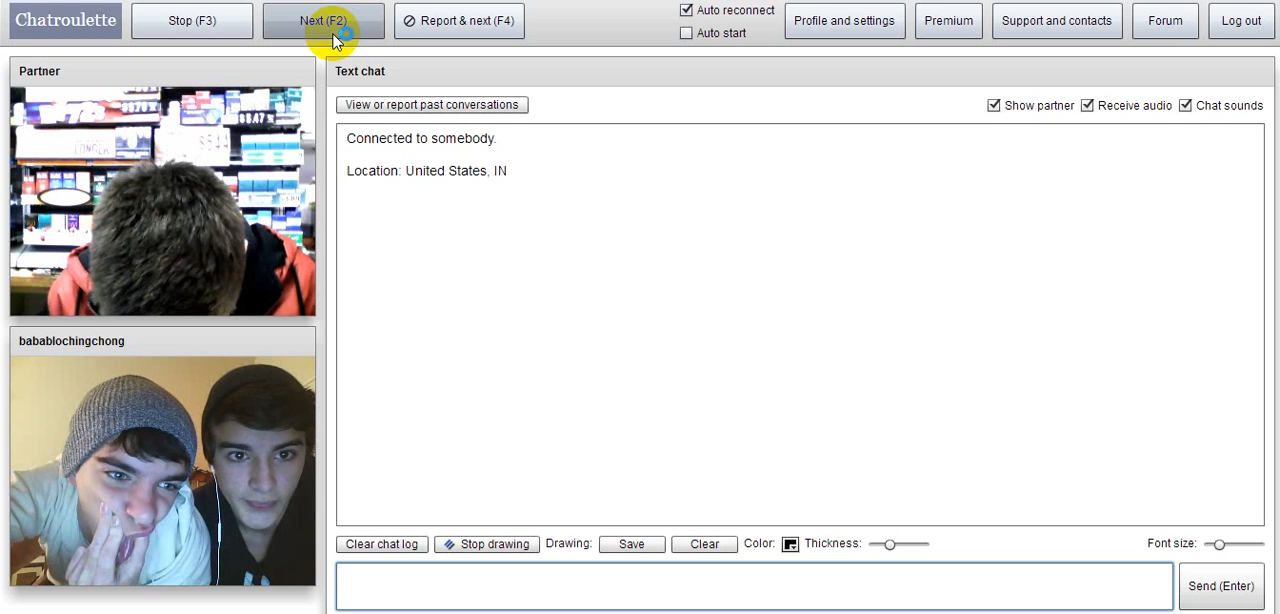 Chatroulette
Stop (F3)
Next (F2)
Report & next (F4)
Auto reconnect
Auto start
Profile and settings
Premium
Support and contacts
Forum
Log out
Partner
Text chat
View or report past conversations
Show partner
Receive audio
Chat sounds
Connected to somebody.
Location: United States, IN
bababIochingchong
Clear chat log
Stop drawing
Drawing:
Save
Clear
Color:
Thickness:
Font size:
Send (Enter)